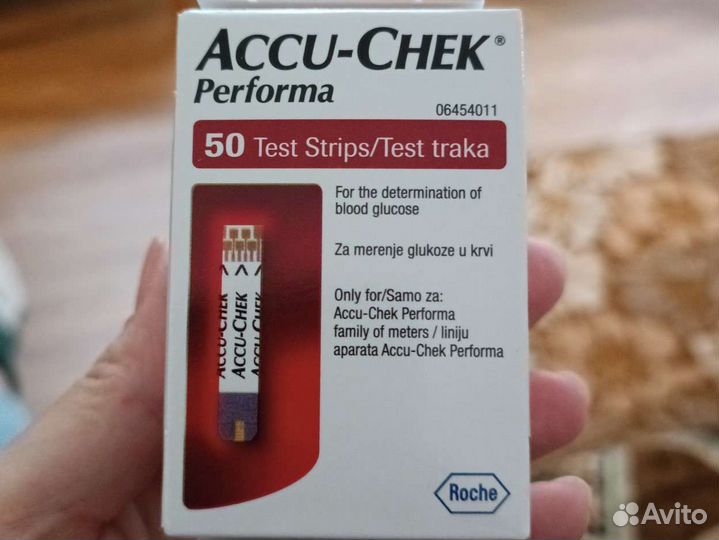 ACCU-CHEK®
Performa
06454011
50 Test Strips/Test traka
For the determination of
blood glucose
Za merenje glukoze u krvi
Only for/Samo za:
Accu-Chek Performa
family of meters / liniju
aparata Accu-Chek Performa
ACCU-CHEK
ACCU-CHEK
ACCU-CHEK
Roche
Avito